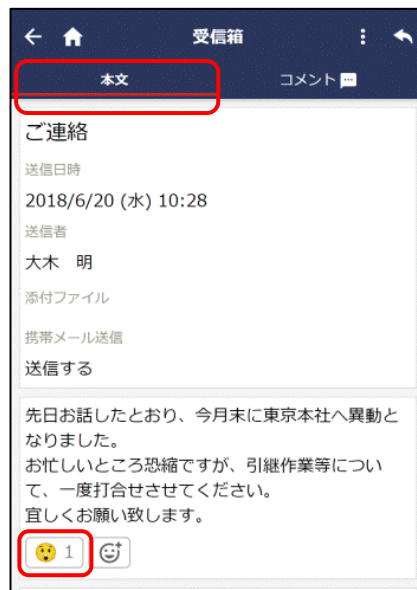 受信箱
本文
コメント
ご連絡
送信日時
2018/6/20 (水) 10:28
送信者
大木 明
添付ファイル
携帯メール送信
送信する
先日お話したとおり、今月末に東京本社へ異動と
なりました。
お忙しいところ恐縮ですが、引継作業等につい
て、一度打合せさせてください。
宜しくお願い致します。
1